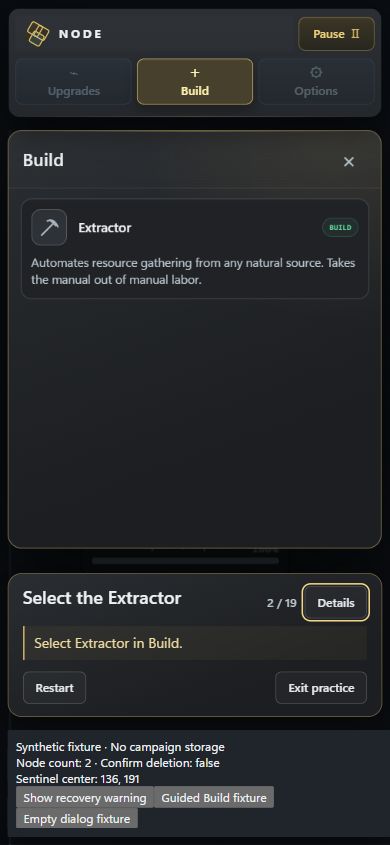 NODE
Pause
Upgrades
Build
Options
Build
Extractor
BUILD
Automates resource gathering from any natural source. Takes
the manual out of manual labor.
Select the Extractor
2 / 19
Details
Select Extractor in Build.
Restart
Exit practice
Synthetic fixture · No campaign storage
Node count: 2 · Confirm deletion: false
Sentinel center: 136, 191
Show recovery warning
Guided Build fixture
Empty dialog fixture